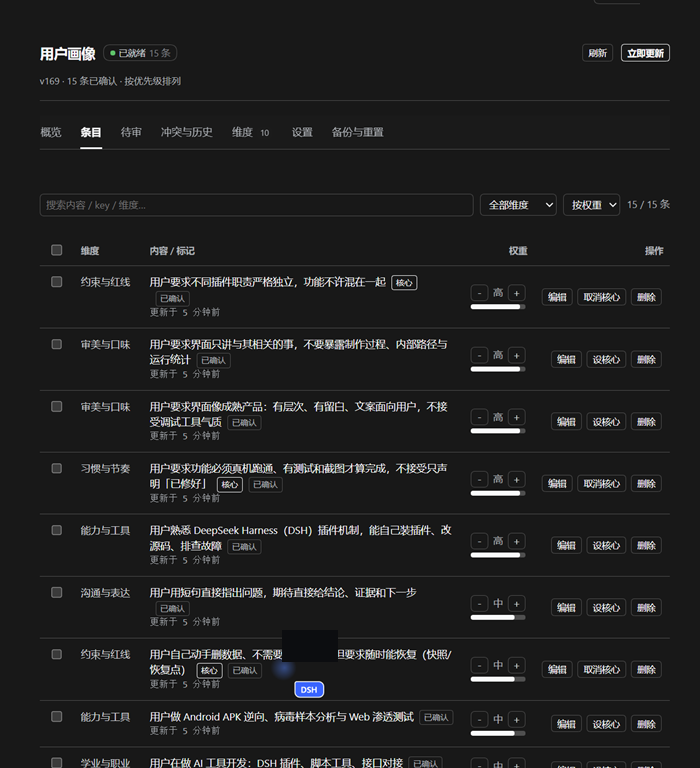 用户画像 已就绪 15 条 刷新 立即更新
v169 · 15 条已确认 · 按优先级排列
概览 条目 待审 冲突与历史 维度 10 设置 备份与重置
搜索内容 / key / 维度... 全部维度 按权重 15 / 15 条
维度 内容 / 标记 权重 操作
约束与红线 用户要求不同插件职责严格独立，功能不许混在一起 核心 - 高 + 编辑 取消核心 删除
已确认
更新于 5 分钟前
审美与口味 用户要求界面只讲与其相关的事，不要暴露制作过程、内部路径与 - 高 + 编辑 设核心 删除
运行统计 已确认
更新于 5 分钟前
审美与口味 用户要求界面像成熟产品：有层次、有留白、文案面向用户，不接 - 高 + 编辑 设核心 删除
受调试工具气质 已确认
更新于 5 分钟前
习惯与节奏 用户要求功能必须真机跑通、有测试和截图才算完成，不接受只声 - 高 + 编辑 取消核心 删除
明「已修好」 核心 已确认
更新于 5 分钟前
能力与工具 用户熟悉 DeepSeek Harness（DSH）插件机制，能自己装插件、改 - 高 + 编辑 设核心 删除
源码、排查故障 已确认
更新于 5 分钟前
沟通与表达 用户用短句直接指出问题，期待直接给结论、证据和下一步 - 中 + 编辑 设核心 删除
已确认
更新于 5 分钟前
约束与红线 用户自己动手删数据、不需要 但要求随时能恢复（快照/ - 中 + 编辑 取消核心 删除
恢复点） 核心 已确认
更新于 5 分钟前
DSH
能力与工具 用户做 Android APK 逆向、病毒样本分析与 Web 渗透测试 已确认 - 中 + 编辑 设核心 删除
更新于 5 分钟前
学业与职业 用户在做 AI 工具开发：DSH 插件、脚本工具、接口对接 已确认 - 中 + 编辑 设核心 删除